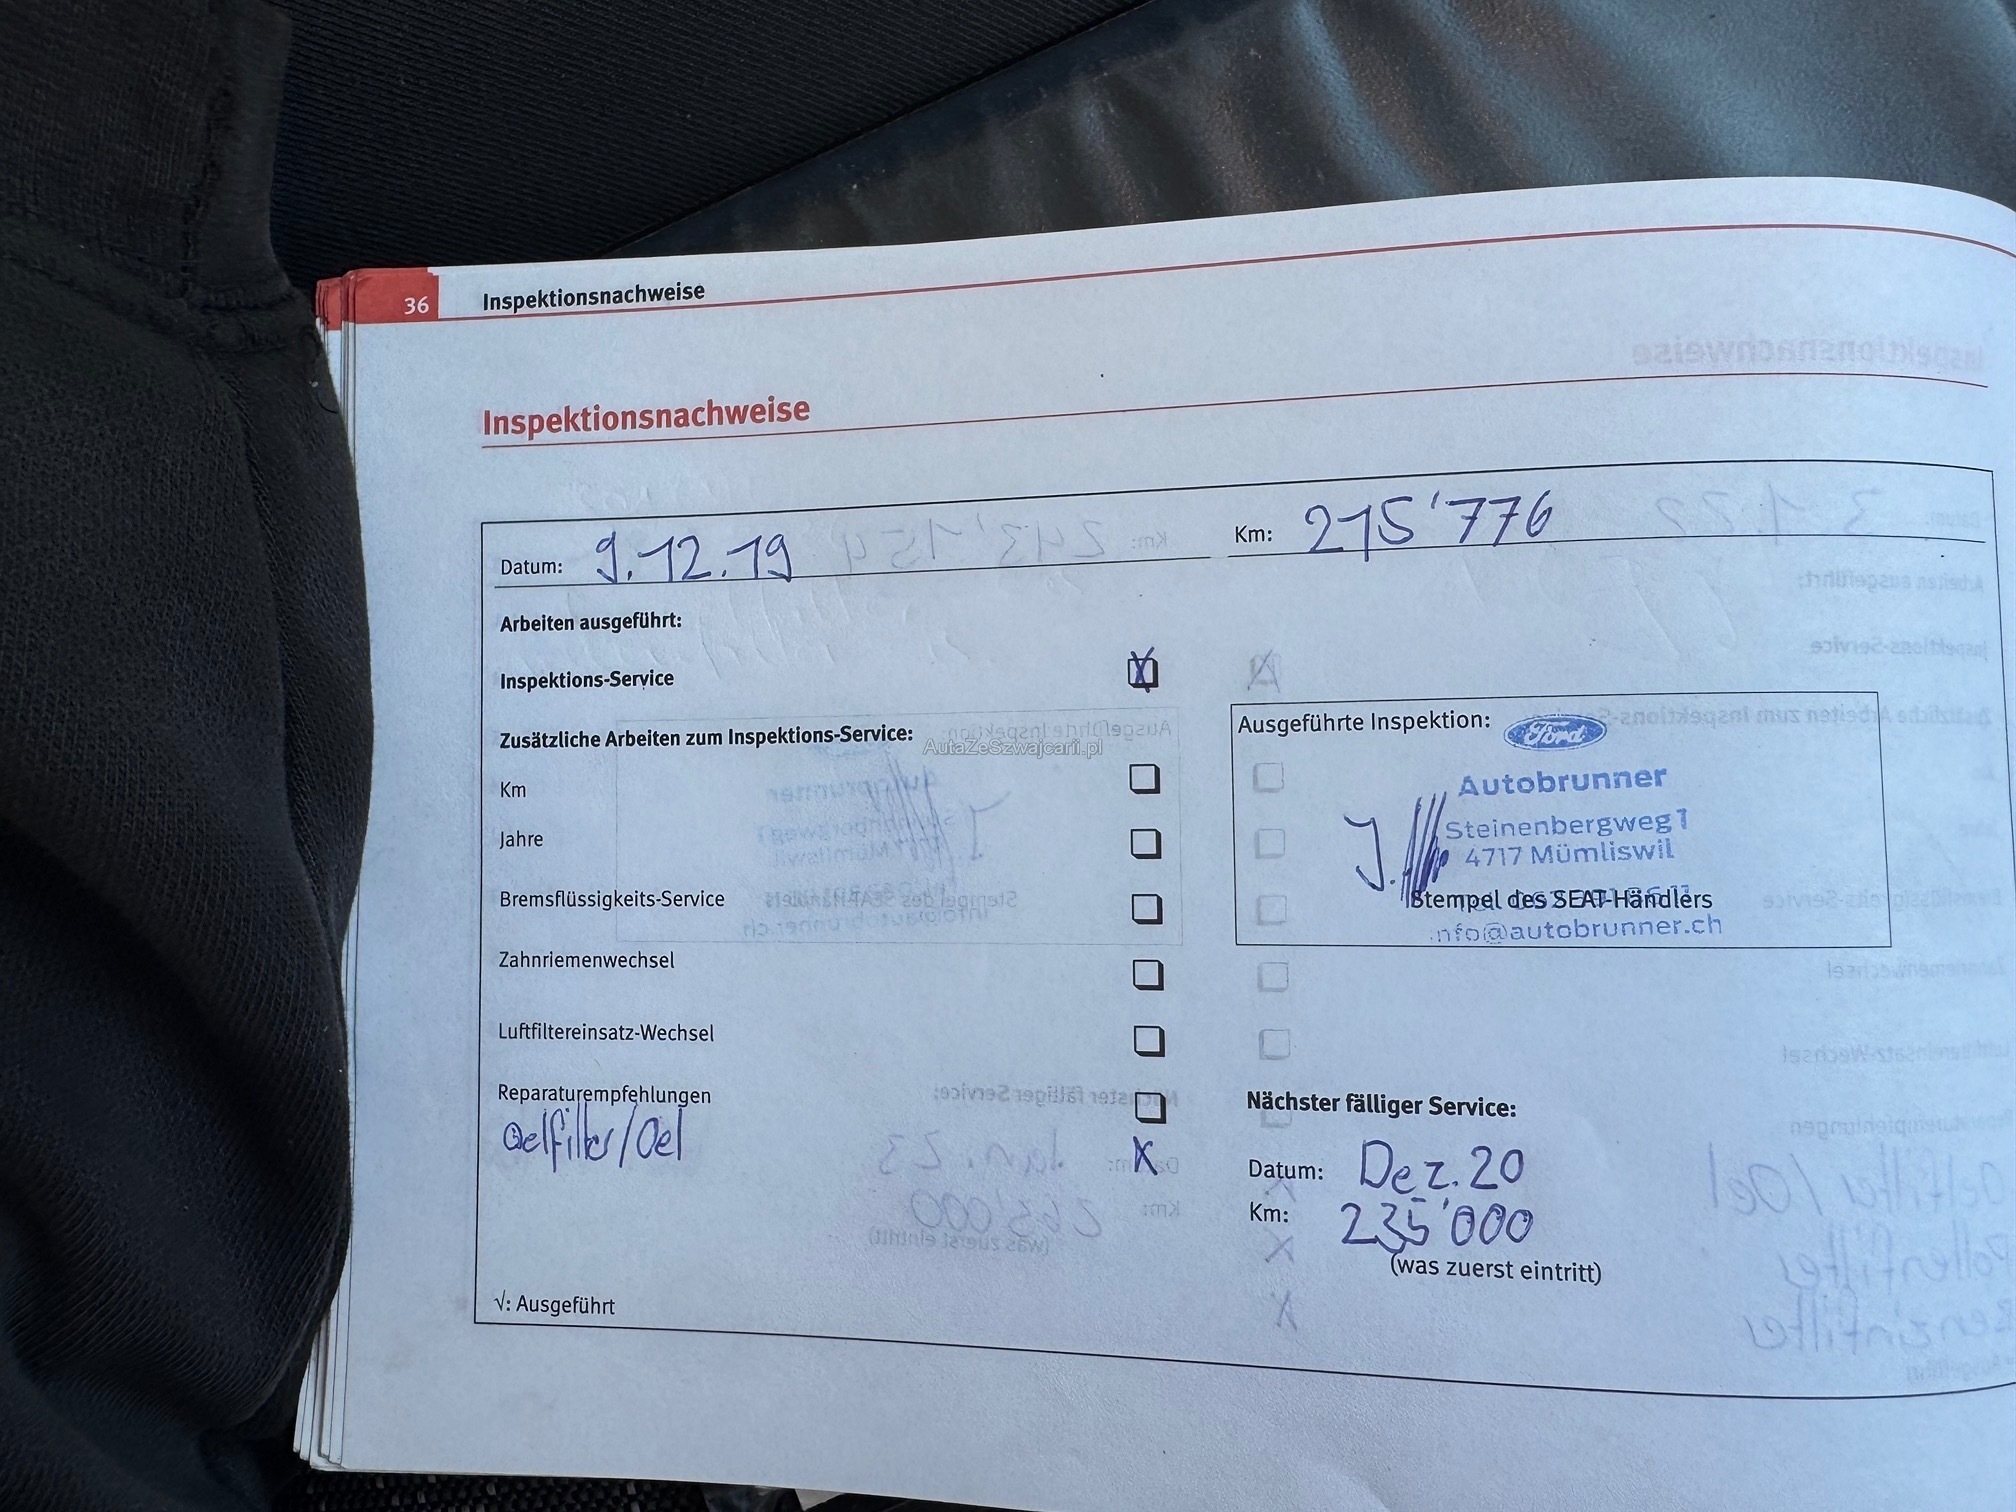 36 Inspektionsnachweise
Inspektionsnachweise
Datum: 9.12.19 Km: 215'776
Arbeiten ausgeführt:
Inspektions-Service X
Zusätzliche Arbeiten zum Inspektions-Service:
AutaZeSzwajcarii.pl
Km
Jahre
Bremsflüssigkeits-Service
Zahnriemenwechsel
Luftfiltereinsatz-Wechsel
Reparaturempfehlungen
Oelfilter/Oel X
√: Ausgeführt
Ausgeführte Inspektion:
Ford
Autobrunner
Steinenbergweg 1
4717 Mümliswil
Stempel des SEAT-Händlers
info@autobrunner.ch
Nächster fälliger Service:
Datum: Dez. 20
Km: 235'000
(was zuerst eintritt)